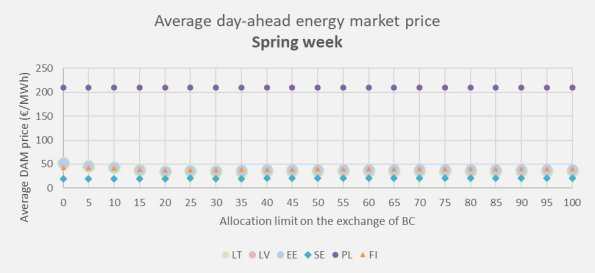 Average day-ahead energy market price
Spring week
Average DAM price (€/MWh)
250
200
150
100
50
0
0 5 10 15 20 25 30 35 40 45 50 55 60 65 70 75 80 85 90 95 100
Allocation limit on the exchange of BC
LT LV EE SE PL FI